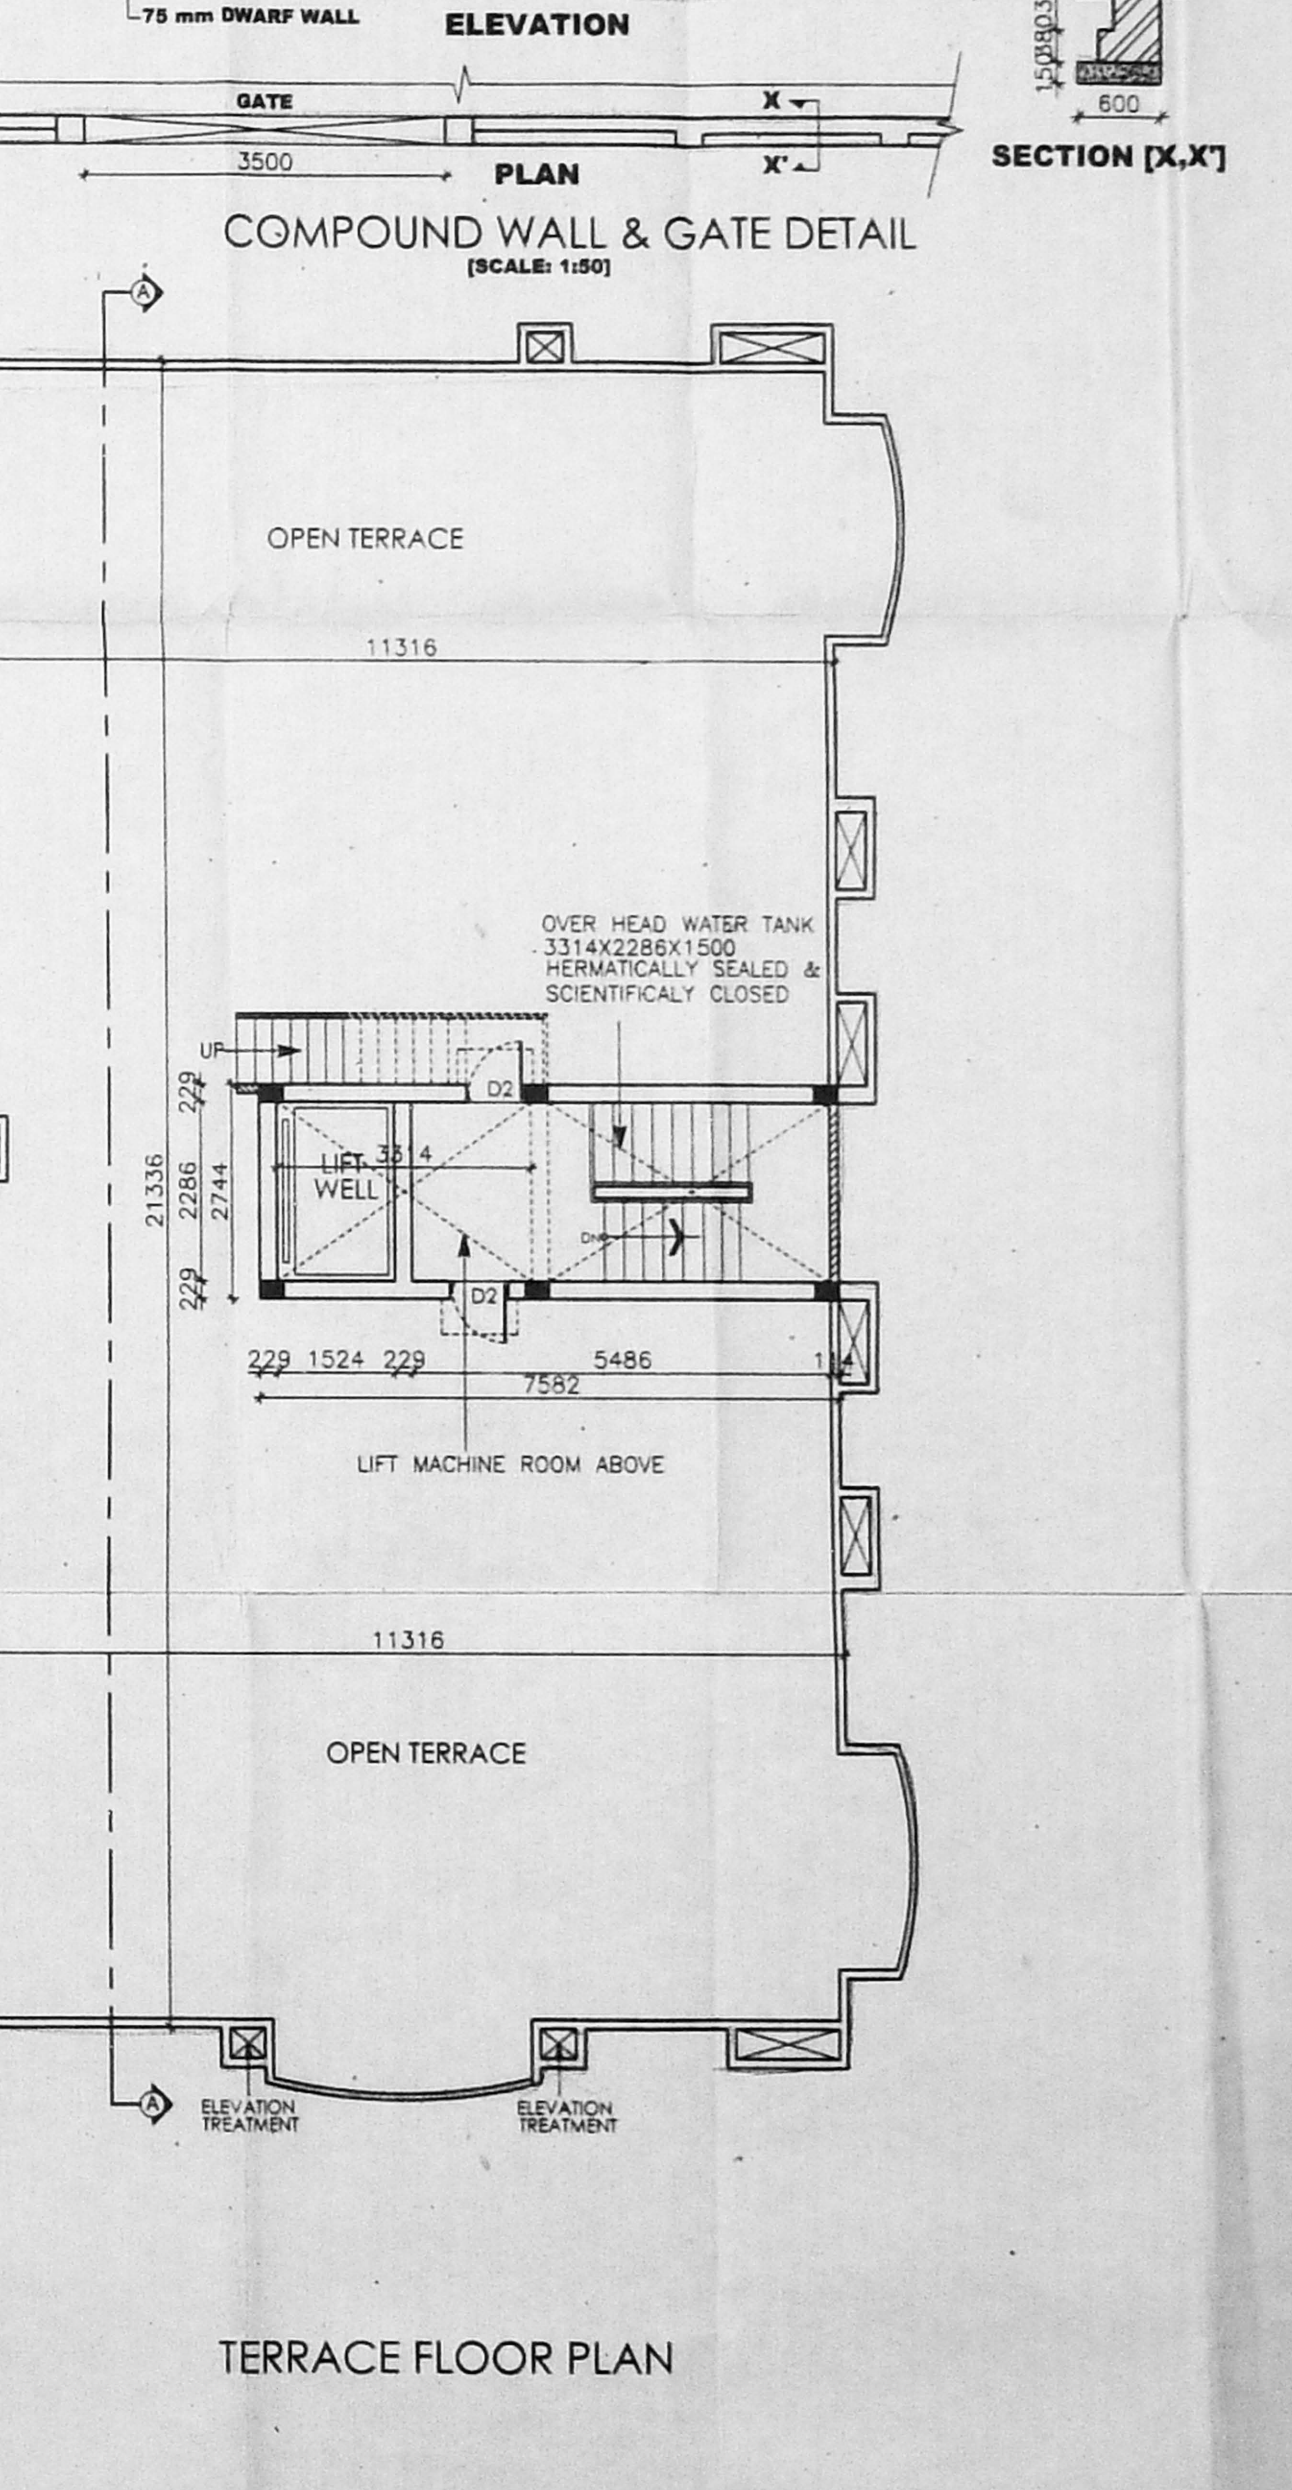 75 mm DWARF WALL
ELEVATION
GATE
3500
X
X'
PLAN
600
SECTION [X,X']
COMPOUND WALL & GATE DETAIL
[SCALE: 1:50]
A
OPEN TERRACE
11316
OVER HEAD WATER TANK
3314X2286X1500
HERMATICALLY SEALED &
SCIENTIFICALY CLOSED
UP
D2
229
2286
229
2744
21336
3314
LIFT
WELL
DN
D2
229 1524 229 5486 114
7582
LIFT MACHINE ROOM ABOVE
11316
OPEN TERRACE
A
ELEVATION
TREATMENT
ELEVATION
TREATMENT
TERRACE FLOOR PLAN